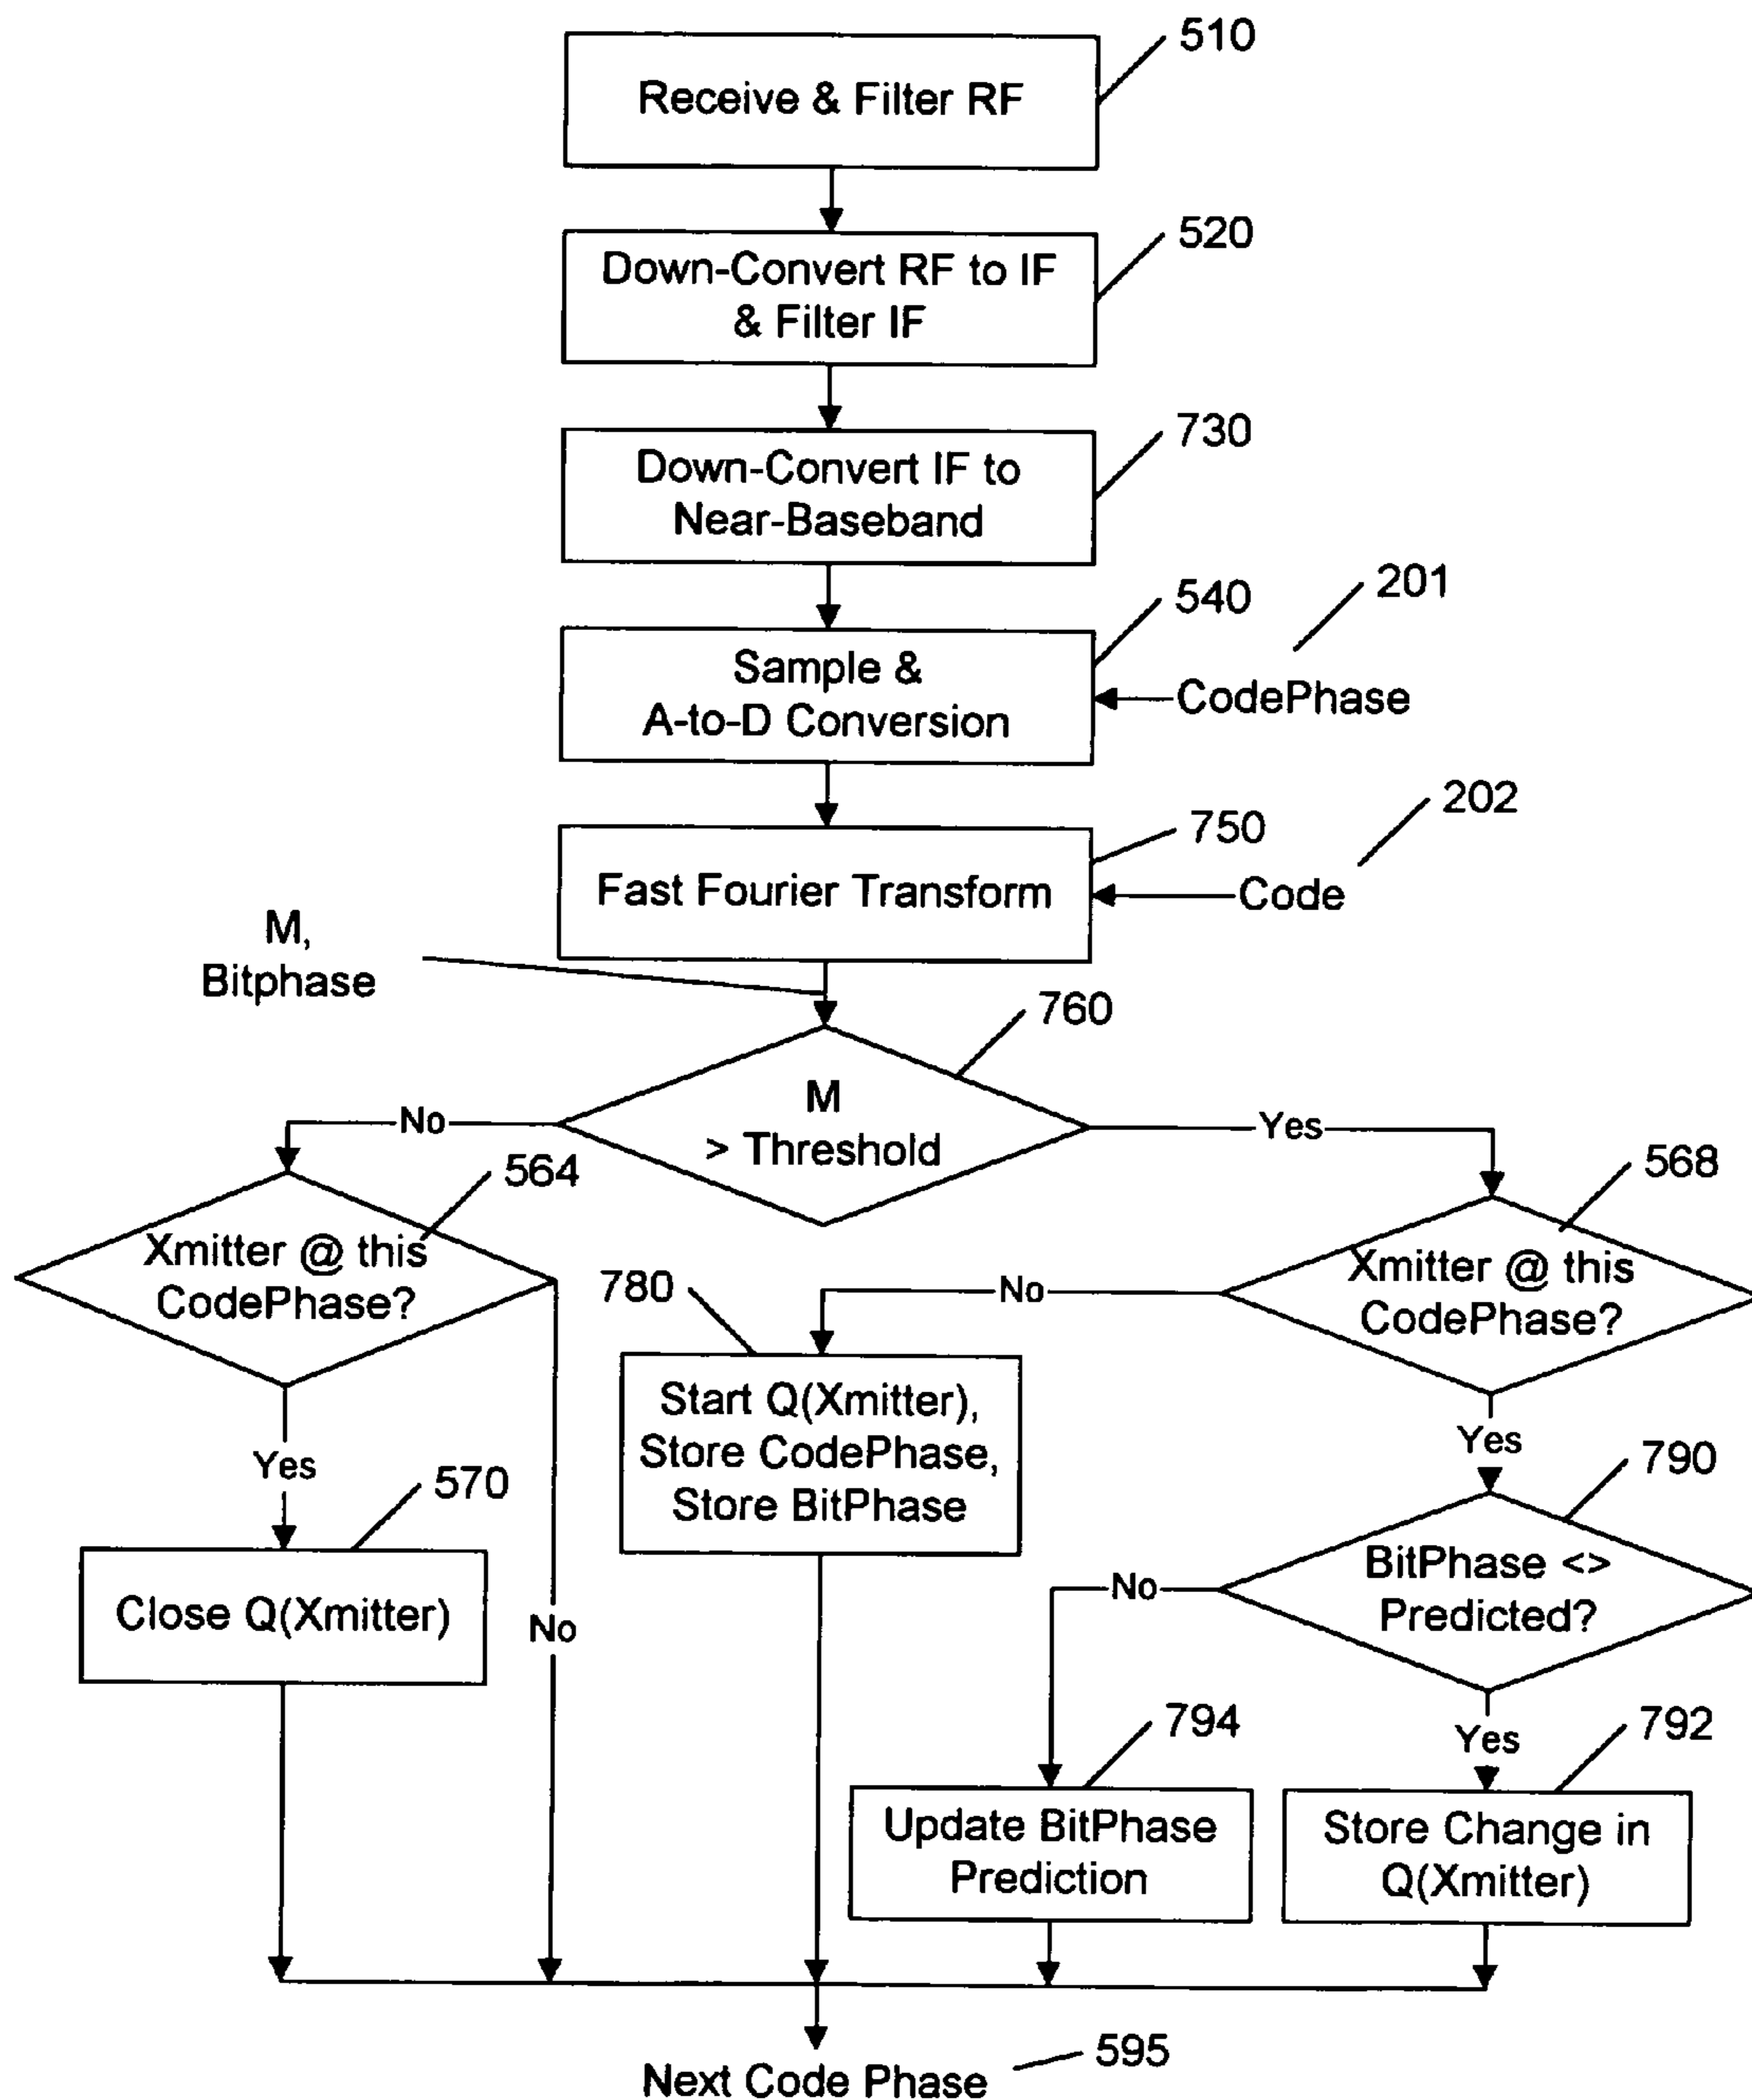 510
Receive & Filter RF
520
Down-Convert RF to IF
& Filter IF
730
Down-Convert IF to
Near-Baseband
540
201
Sample &
A-to-D Conversion
CodePhase
202
750
Fast Fourier Transform
Code
M,
Bitphase
760
M
> Threshold
No
Yes
564
568
Xmitter @ this
CodePhase?
Xmitter @ this
CodePhase?
780
No
Start Q(Xmitter),
Store CodePhase,
Store BitPhase
Yes
Yes
570
790
Close Q(Xmitter)
No
BitPhase <>
Predicted?
No
794
Yes
792
Update BitPhase
Prediction
Store Change in
Q(Xmitter)
Next Code Phase
595